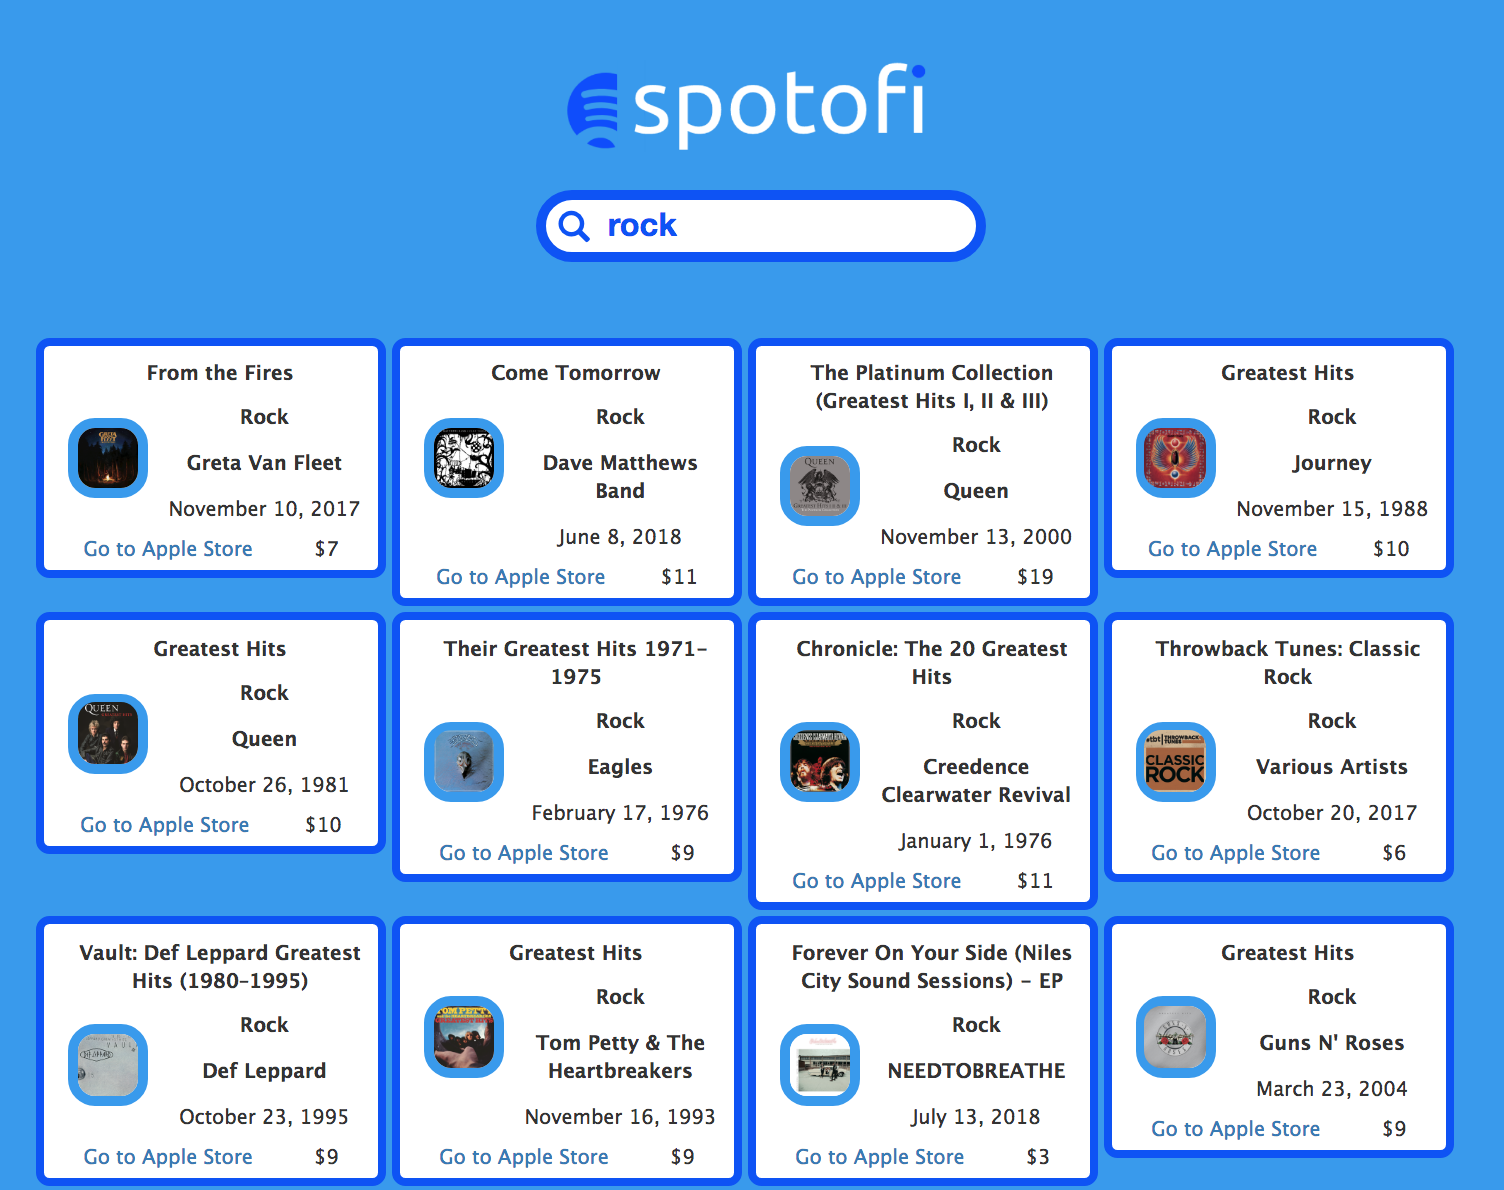 spotofi
rock
From the Fires
Rock
Greta Van Fleet
November 10, 2017
Go to Apple Store $7
Come Tomorrow
Rock
Dave Matthews
Band
June 8, 2018
Go to Apple Store $11
The Platinum Collection
(Greatest Hits I, II & III)
QUEEN
Rock
Queen
November 13, 2000
Go to Apple Store $19
Greatest Hits
Rock
Journey
November 15, 1988
Go to Apple Store $10
Greatest Hits
QUEEN
Rock
Queen
October 26, 1981
Go to Apple Store $10
Their Greatest Hits 1971-
1975
Rock
Eagles
February 17, 1976
Go to Apple Store $9
Chronicle: The 20 Greatest
Hits
Rock
Creedence
Clearwater Revival
January 1, 1976
Go to Apple Store $11
Throwback Tunes: Classic
Rock
#tbt THROWBACK
TUNES
CLASSIC
ROCK
Rock
Various Artists
October 20, 2017
Go to Apple Store $6
Vault: Def Leppard Greatest
Hits (1980-1995)
Rock
Def Leppard
October 23, 1995
Go to Apple Store $9
Greatest Hits
TOM PETTY
Rock
Tom Petty & The
Heartbreakers
November 16, 1993
Go to Apple Store $9
Forever On Your Side (Niles
City Sound Sessions) - EP
Rock
NEEDTOBREATHE
July 13, 2018
Go to Apple Store $3
Greatest Hits
Rock
Guns N' Roses
March 23, 2004
Go to Apple Store $9